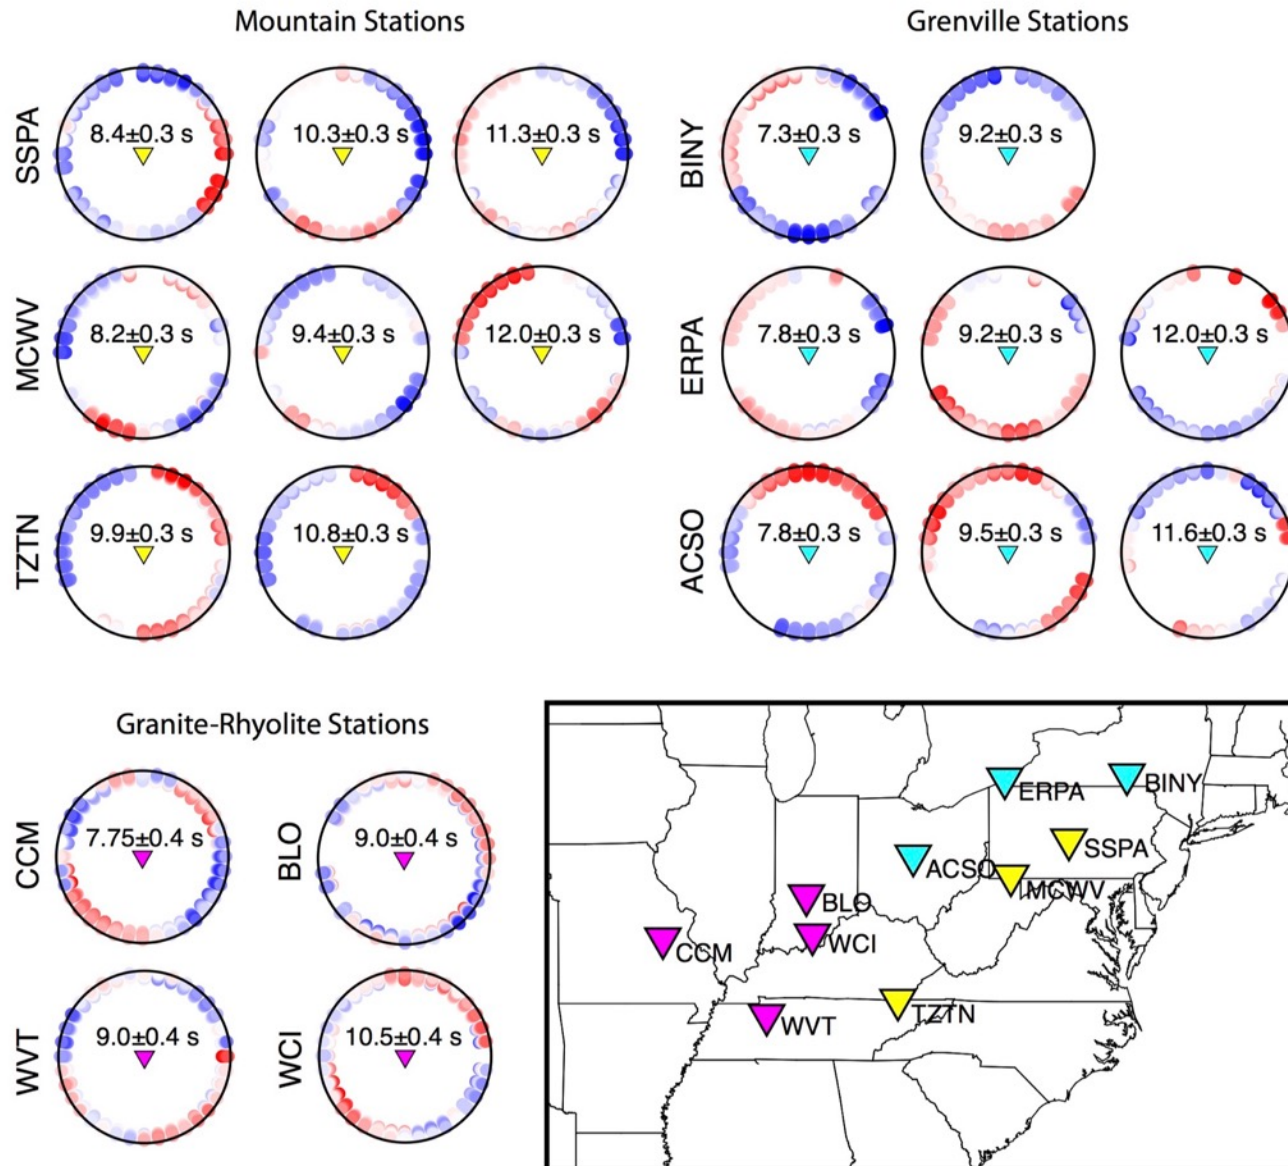 Mountain Stations
Grenville Stations
SSPA
8.4±0.3 s
10.3±0.3 s
11.3±0.3 s
BINY
7.3±0.3 s
9.2±0.3 s
MCWV
8.2±0.3 s
9.4±0.3 s
12.0±0.3 s
ERPA
7.8±0.3 s
9.2±0.3 s
12.0±0.3 s
TZTN
9.9±0.3 s
10.8±0.3 s
ACSO
7.8±0.3 s
9.5±0.3 s
11.6±0.3 s
Granite-Rhyolite Stations
CCM
7.75±0.4 s
BLO
9.0±0.4 s
WVT
9.0±0.4 s
WCI
10.5±0.4 s
ERPA
BINY
SSPA
ACSO
MCWV
BLO
WCI
CCM
TZTN
WVT